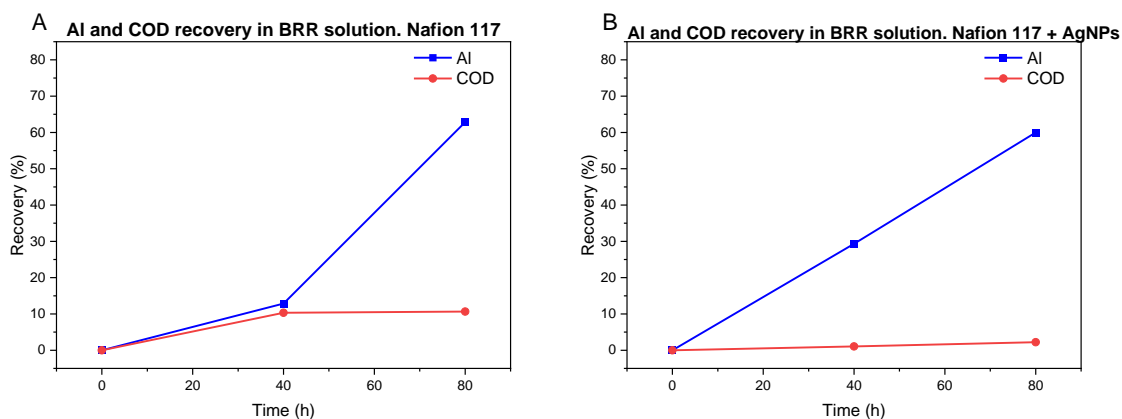 A
Al and COD recovery in BRR solution. Nafion 117
Al
COD
80
70
60
50
40
30
20
10
0
Recovery (%)
0 20 40 60 80
Time (h)
B
Al and COD recovery in BRR solution. Nafion 117 + AgNPs
Al
COD
80
70
60
50
40
30
20
10
0
Recovery (%)
0 20 40 60 80
Time (h)